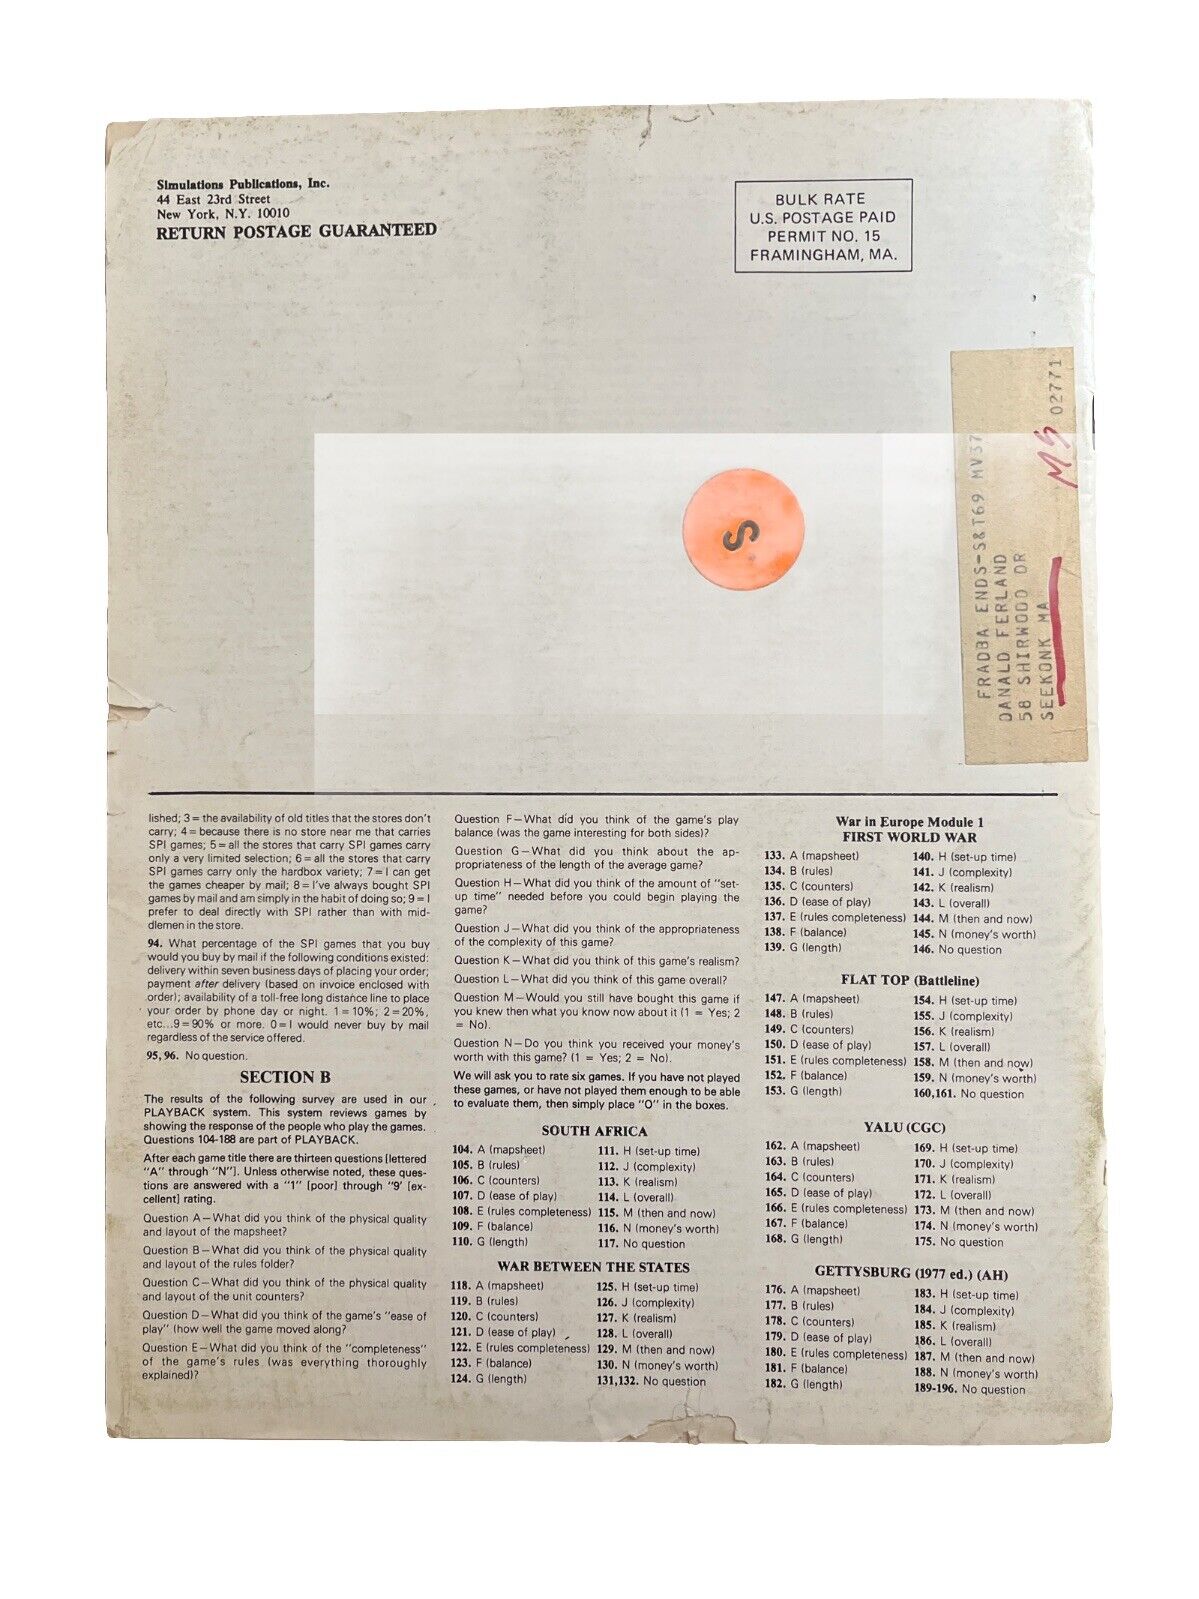 Simulations Publications, Inc.
44 East 23rd Street
New York, N.Y. 10010
RETURN POSTAGE GUARANTEED
BULK RATE
U.S. POSTAGE PAID
PERMIT NO. 15
FRAMINGHAM, MA.
S
FRADBA ENDS-S&T69 MV37
DANALD FERLAND
58 SHIRWOOD DR
SEEKONK MA
02771
MS
lished; 3 = the availability of old titles that the stores don't
carry; 4 = because there is no store near me that carries
SPI games; 5 = all the stores that carry SPI games carry
only a very limited selection; 6 = all the stores that carry
SPI games carry only the hardbox variety; 7 = I can get
the games cheaper by mail; 8 = I've always bought SPI
games by mail and am simply in the habit of doing so; 9 = I
prefer to deal directly with SPI rather than with mid-
dlemen in the store.
94. What percentage of the SPI games that you buy
would you buy by mail if the following conditions existed:
delivery within seven business days of placing your order;
payment after delivery (based on invoice enclosed with
order); availability of a toll-free long distance line to place
your order by phone day or night. 1 = 10%; 2 = 20%,
etc...9 = 90% or more. 0 = I would never buy by mail
regardless of the service offered.
95, 96. No question.
SECTION B
The results of the following survey are used in our
PLAYBACK system. This system reviews games by
showing the response of the people who play the games.
Questions 104-188 are part of PLAYBACK.
After each game title there are thirteen questions [lettered
"A" through "N"]. Unless otherwise noted, these ques-
tions are answered with a "1" [poor] through "9' [ex-
cellent] rating.
Question A—What did you think of the physical quality
and layout of the mapsheet?
Question B—What did you think of the physical quality
and layout of the rules folder?
Question C—What did you think of the physical quality
and layout of the unit counters?
Question D—What did you think of the game's "ease of
play" (how well the game moved along)?
Question E—What did you think of the "completeness"
of the game's rules (was everything thoroughly
explained)?
Question F—What did you think of the game's play
balance (was the game interesting for both sides)?
Question G—What did you think about the ap-
propriateness of the length of the average game?
Question H—What did you think of the amount of "set-
up time" needed before you could begin playing the
game?
Question J—What did you think of the appropriateness
of the complexity of this game?
Question K—What did you think of this game's realism?
Question L—What did you think of this game overall?
Question M—Would you still have bought this game if
you knew then what you know now about it (1 = Yes; 2
= No).
Question N—Do you think you received your money's
worth with this game? (1 = Yes; 2 = No).
We will ask you to rate six games. If you have not played
these games, or have not played them enough to be able
to evaluate them, then simply place "O" in the boxes.
SOUTH AFRICA
104. A (mapsheet)
105. B (rules)
106. C (counters)
107. D (ease of play)
108. E (rules completeness)
109. F (balance)
110. G (length)
111. H (set-up time)
112. J (complexity)
113. K (realism)
114. L (overall)
115. M (then and now)
116. N (money's worth)
117. No question
WAR BETWEEN THE STATES
118. A (mapsheet)
119. B (rules)
120. C (counters)
121. D (ease of play)
122. E (rules completeness)
123. F (balance)
124. G (length)
125. H (set-up time)
126. J (complexity)
127. K (realism)
128. L (overall)
129. M (then and now)
130. N (money's worth)
131,132. No question
War in Europe Module 1
FIRST WORLD WAR
133. A (mapsheet)
134. B (rules)
135. C (counters)
136. D (ease of play)
137. E (rules completeness)
138. F (balance)
139. G (length)
140. H (set-up time)
141. J (complexity)
142. K (realism)
143. L (overall)
144. M (then and now)
145. N (money's worth)
146. No question
FLAT TOP (Battleline)
147. A (mapsheet)
148. B (rules)
149. C (counters)
150. D (ease of play)
151. E (rules completeness)
152. F (balance)
153. G (length)
154. H (set-up time)
155. J (complexity)
156. K (realism)
157. L (overall)
158. M (then and now)
159. N (money's worth)
160,161. No question
YALU (CGC)
162. A (mapsheet)
163. B (rules)
164. C (counters)
165. D (ease of play)
166. E (rules completeness)
167. F (balance)
168. G (length)
169. H (set-up time)
170. J (complexity)
171. K (realism)
172. L (overall)
173. M (then and now)
174. N (money's worth)
175. No question
GETTYSBURG (1977 ed.) (AH)
176. A (mapsheet)
177. B (rules)
178. C (counters)
179. D (ease of play)
180. E (rules completeness)
181. F (balance)
182. G (length)
183. H (set-up time)
184. J (complexity)
185. K (realism)
186. L (overall)
187. M (then and now)
188. N (money's worth)
189-196. No question